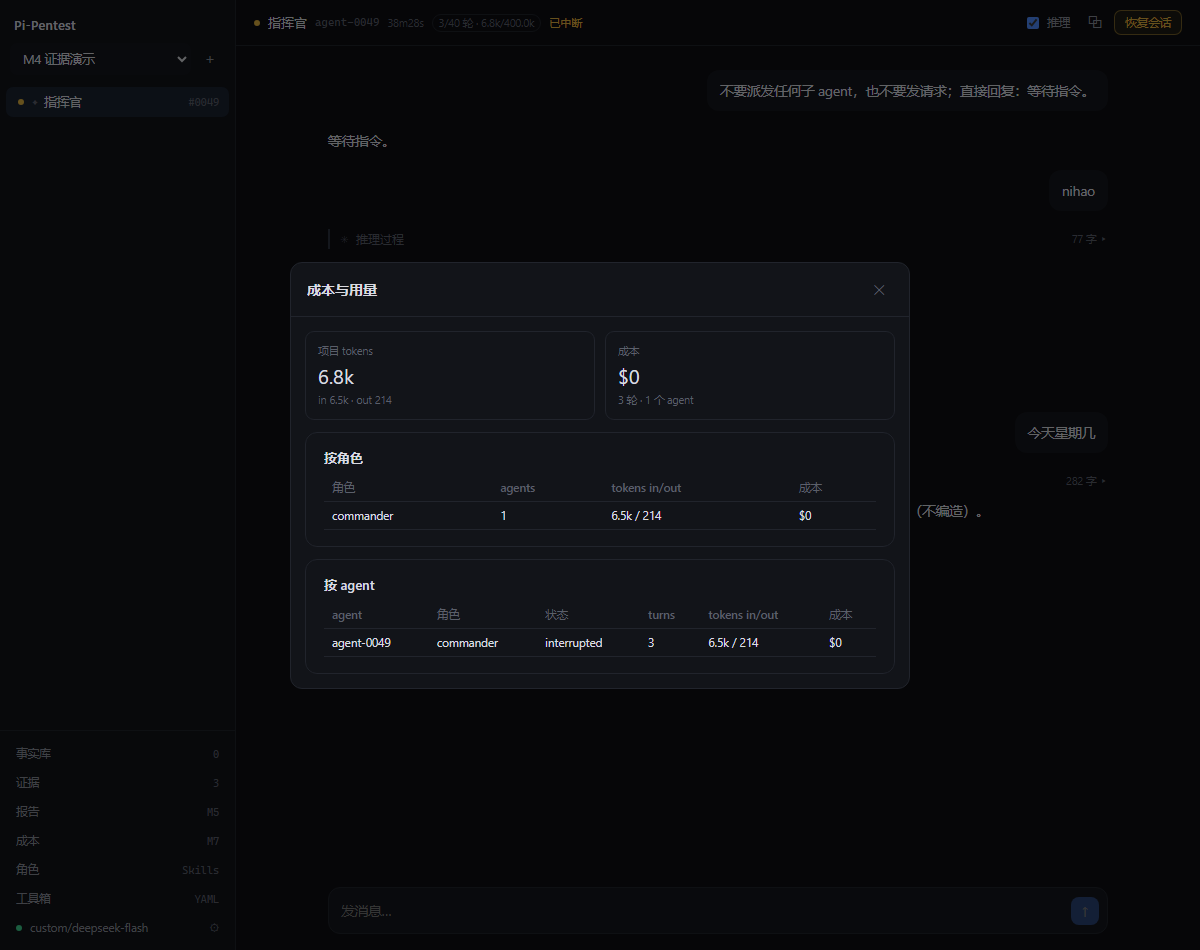 Pi-Pentest
M4 证据演示
+
指挥官 #0049
指挥官 agent-0049 38m28s 3/40 轮 · 6.8k/400.0k 已中断
推理
恢复会话
不要派发任何子 agent，也不要发请求；直接回复：等待指令。
等待指令。
nihao
推理过程 77 字
成本与用量
项目 tokens
6.8k
in 6.5k · out 214
成本
$0
3 轮 · 1 个 agent
按角色
角色 agents tokens in/out 成本
commander 1 6.5k / 214 $0
按 agent
agent 角色 状态 turns tokens in/out 成本
agent-0049 commander interrupted 3 6.5k / 214 $0
今天星期几
282 字
（不编造）。
事实库 0
证据 3
报告 M5
成本 M7
角色 Skills
工具箱 YAML
custom/deepseek-flash
发消息...